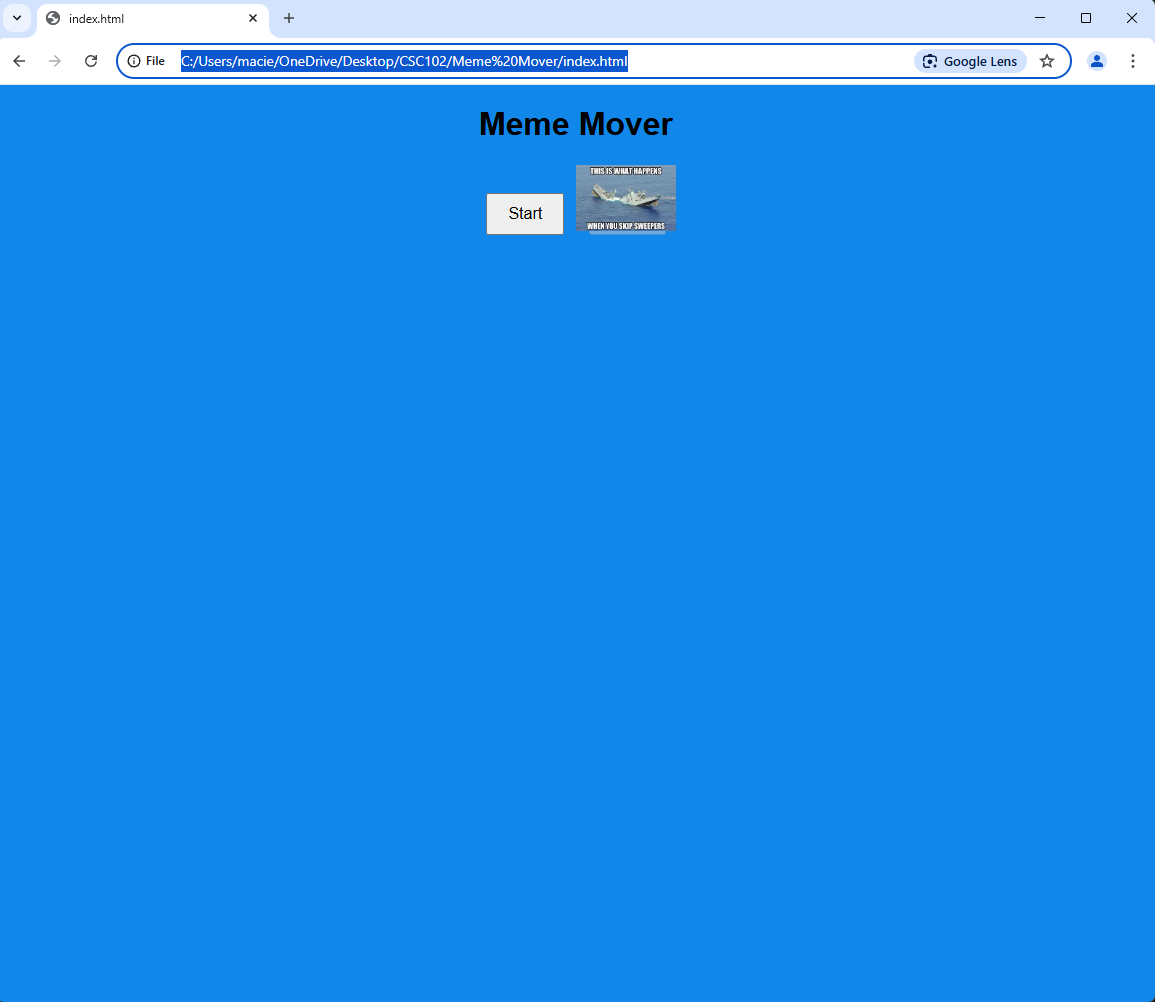 index.html
File
C:/Users/macie/OneDrive/Desktop/CSC102/Meme%20Mover/index.html
Google Lens
Meme Mover
THIS IS WHAT HAPPENS
WHEN YOU SKIP SWEEPERS
Start